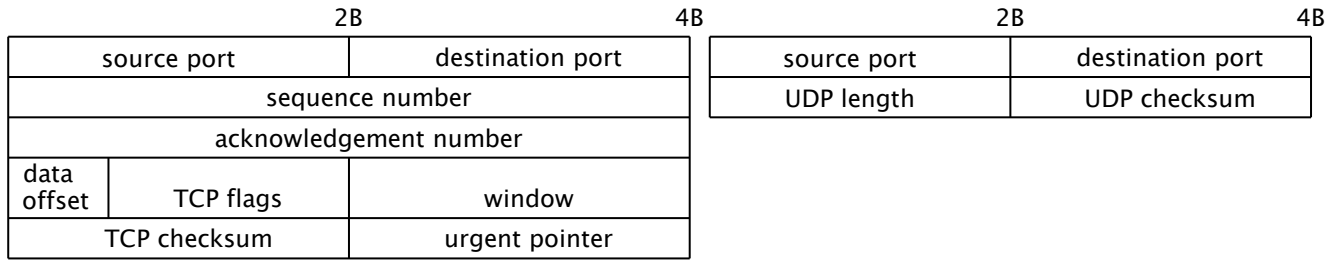 2B 4B 2B 4B
source port destination port source port destination port
sequence number UDP length UDP checksum
acknowledgement number
data
offset TCP flags window
TCP checksum urgent pointer